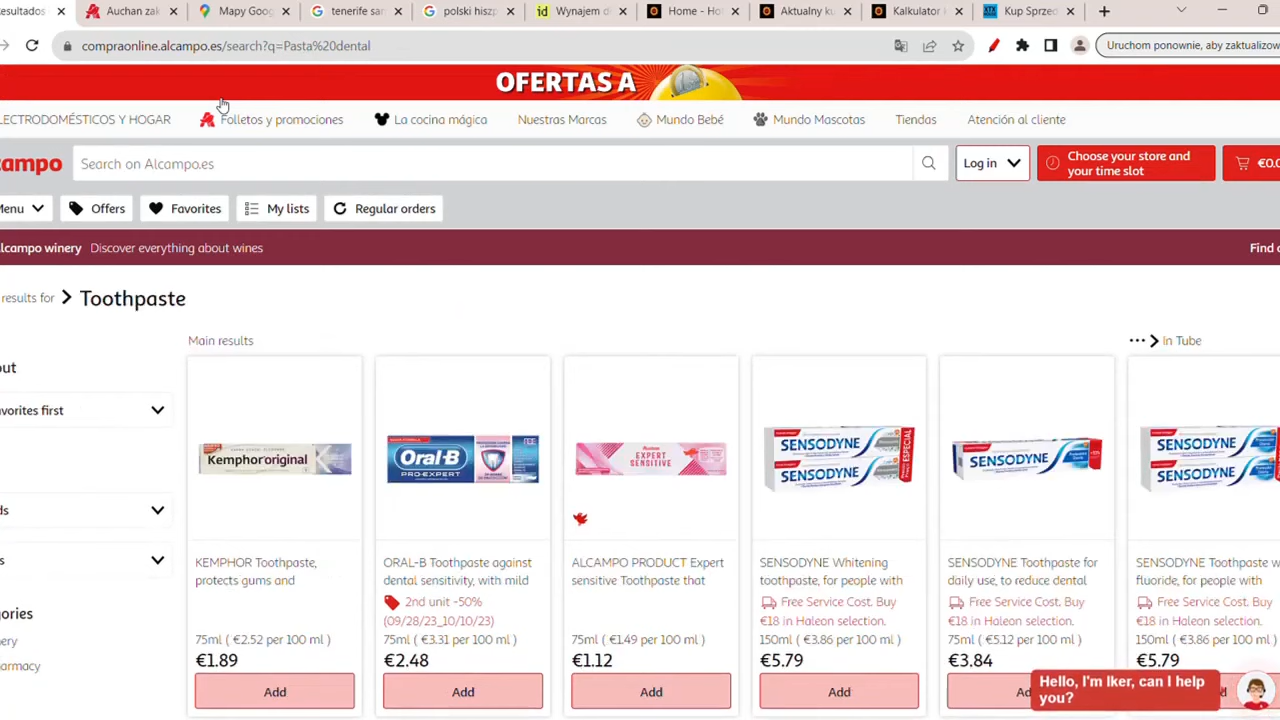 esultados
Auchan zak
Mapy Goog
tenerife san
polski hiszp
Wynajem d
Home - Hom
Aktualny ku
Kalkulator
Kup Sprzed
compraonline.alcampo.es/search?q=Pasta%20dental
Uruchom ponownie, aby zaktualizow
OFERTAS A
LECTRODOMÉSTICOS Y HOGAR
Folletos y promociones
La cocina mágica
Nuestras Marcas
Mundo Bebé
Mundo Mascotas
Tiendas
Atención al cliente
campo
Search on Alcampo.es
Log in
Choose your store and
your time slot
€0.0
Menu
Offers
Favorites
My lists
Regular orders
lcampo winery
Discover everything about wines
Find
results for
Toothpaste
out
avorites first
ds
s
gories
ery
armacy
Main results
••• In Tube
Kemphor original
Oral-B
PRO-EXPERT
EXPERT
SENSITIVE
SENSODYNE
SENSODYNE
ESPECIAL
SENSODYNE
SENSODYNE
SENSODYNE
KEMPHOR Toothpaste,
protects gums and
75ml ( €2.52 per 100 ml )
€1.89
Add
ORAL-B Toothpaste against
dental sensitivity, with mild
2nd unit -50%
(09/28/23_10/10/23)
75ml ( €3.31 per 100 ml )
€2.48
Add
ALCAMPO PRODUCT Expert
sensitive Toothpaste that
75ml ( €1.49 per 100 ml )
€1.12
Add
SENSODYNE Whitening
toothpaste, for people with
Free Service Cost, Buy
€18 in Haleon selection.
150ml ( €3.86 per 100 ml )
€5.79
Add
SENSODYNE Toothpaste for
daily use, to reduce dental
Free Service Cost, Buy
€18 in Haleon selection.
75ml ( €5.12 per 100 ml )
€3.84
Ad
SENSODYNE Toothpaste w
fluoride, for people with
Free Service Cost, Buy
€18 in Haleon selection.
150ml ( €3.86 per 100 ml )
€5.79
d
Hello, I'm Iker, can I help
you?